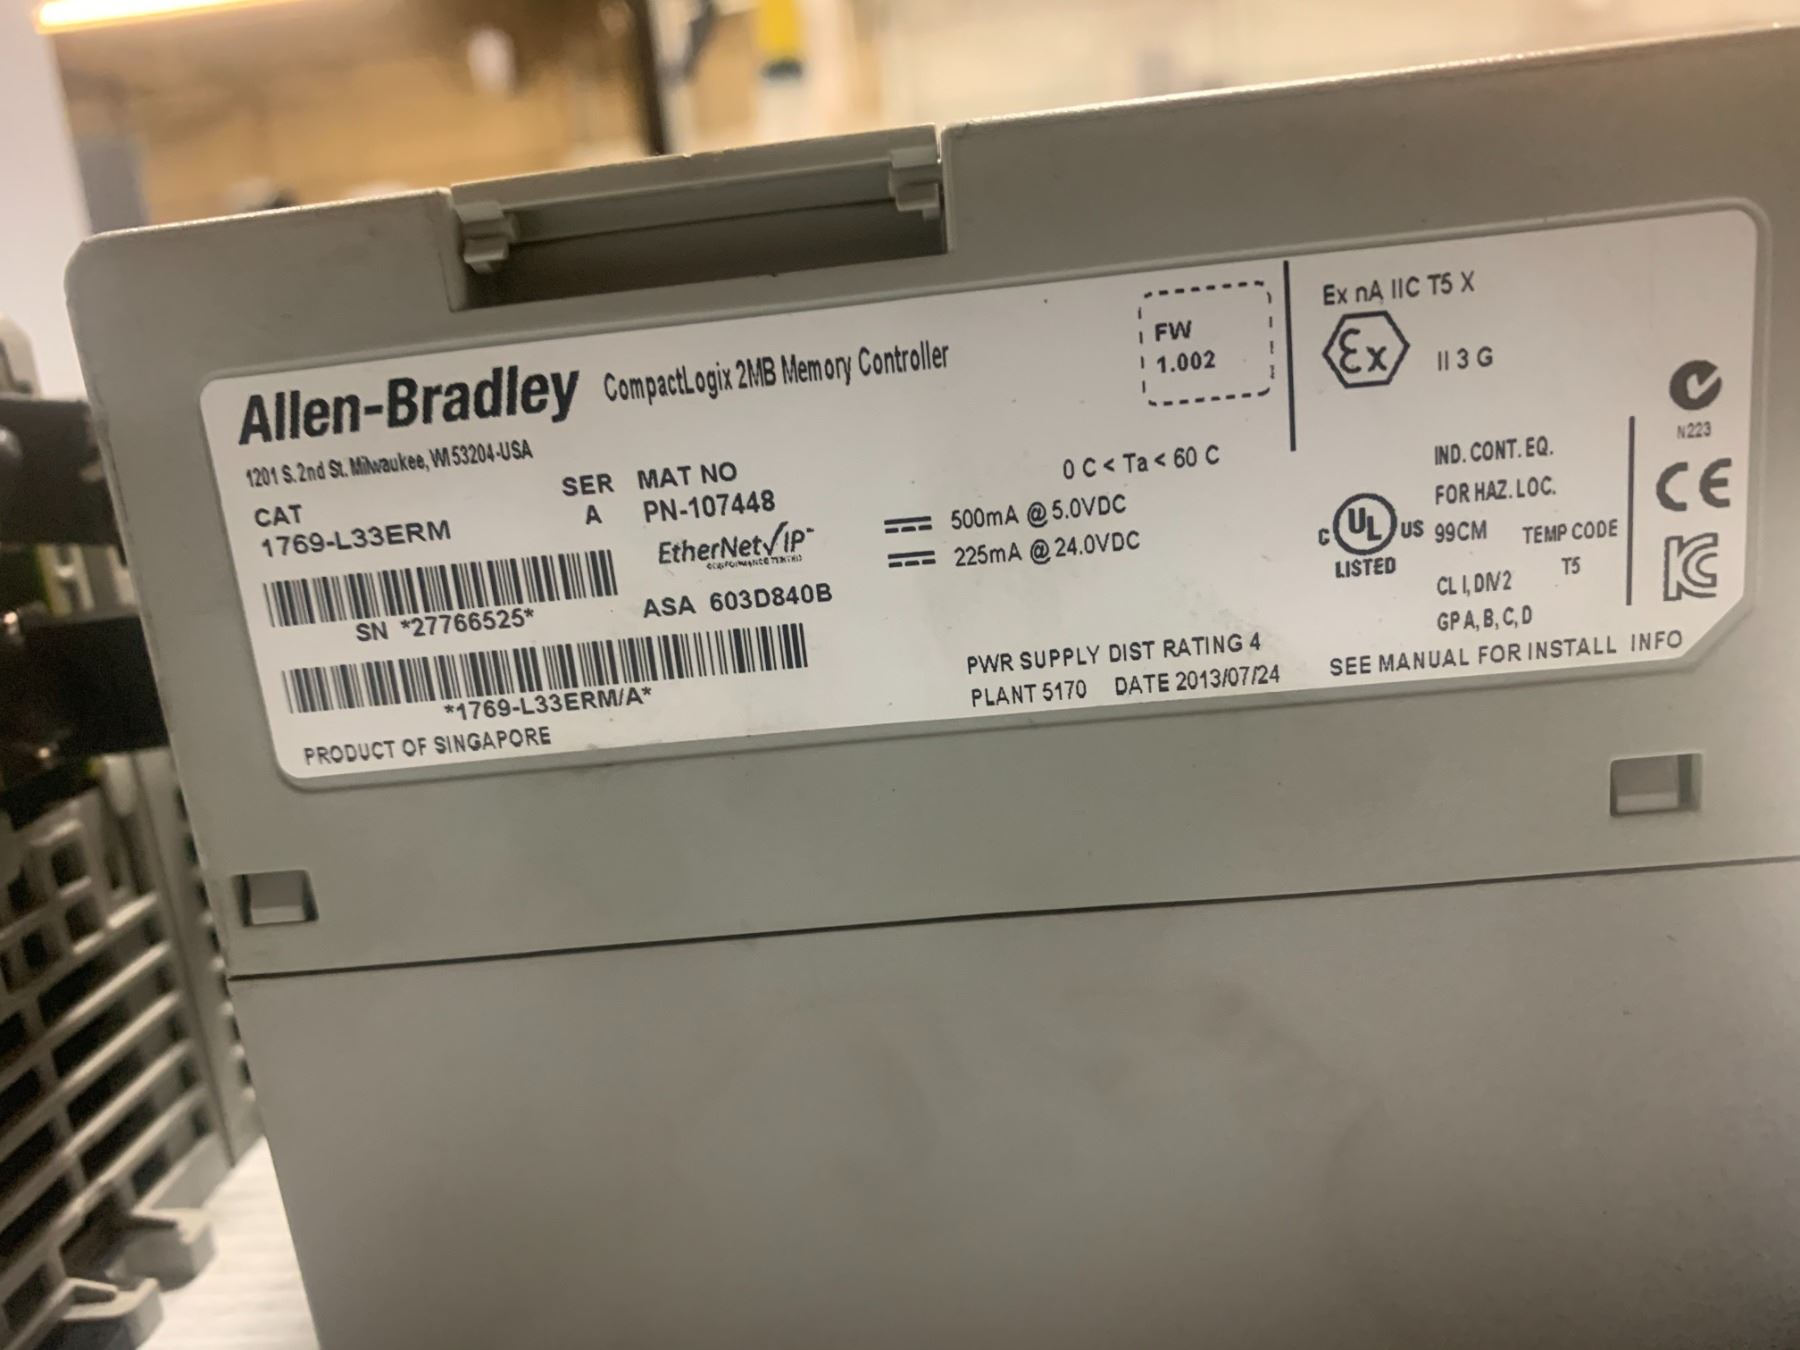 Allen-Bradley CompactLogix 2MB Memory Controller
1201 S. 2nd St. Milwaukee, WI 53204-USA
CAT
1769-L33ERM
SER
A
MAT NO
PN-107448
EtherNet/IP
SN *27766525*
ASA 603D840B
*1769-L33ERM/A*
PRODUCT OF SINGAPORE
FW
1.002
0 C < Ta < 60 C
500mA @ 5.0VDC
225mA @ 24.0VDC
PWR SUPPLY DIST RATING 4
PLANT 5170 DATE 2013/07/24
Ex nA IIC T5 X
Ex II 3 G
IND. CONT. EQ.
FOR HAZ. LOC.
C UL US 99CM TEMP CODE
LISTED
T5
CL I, DIV 2
GP A, B, C, D
SEE MANUAL FOR INSTALL INFO
N223
CE
KC